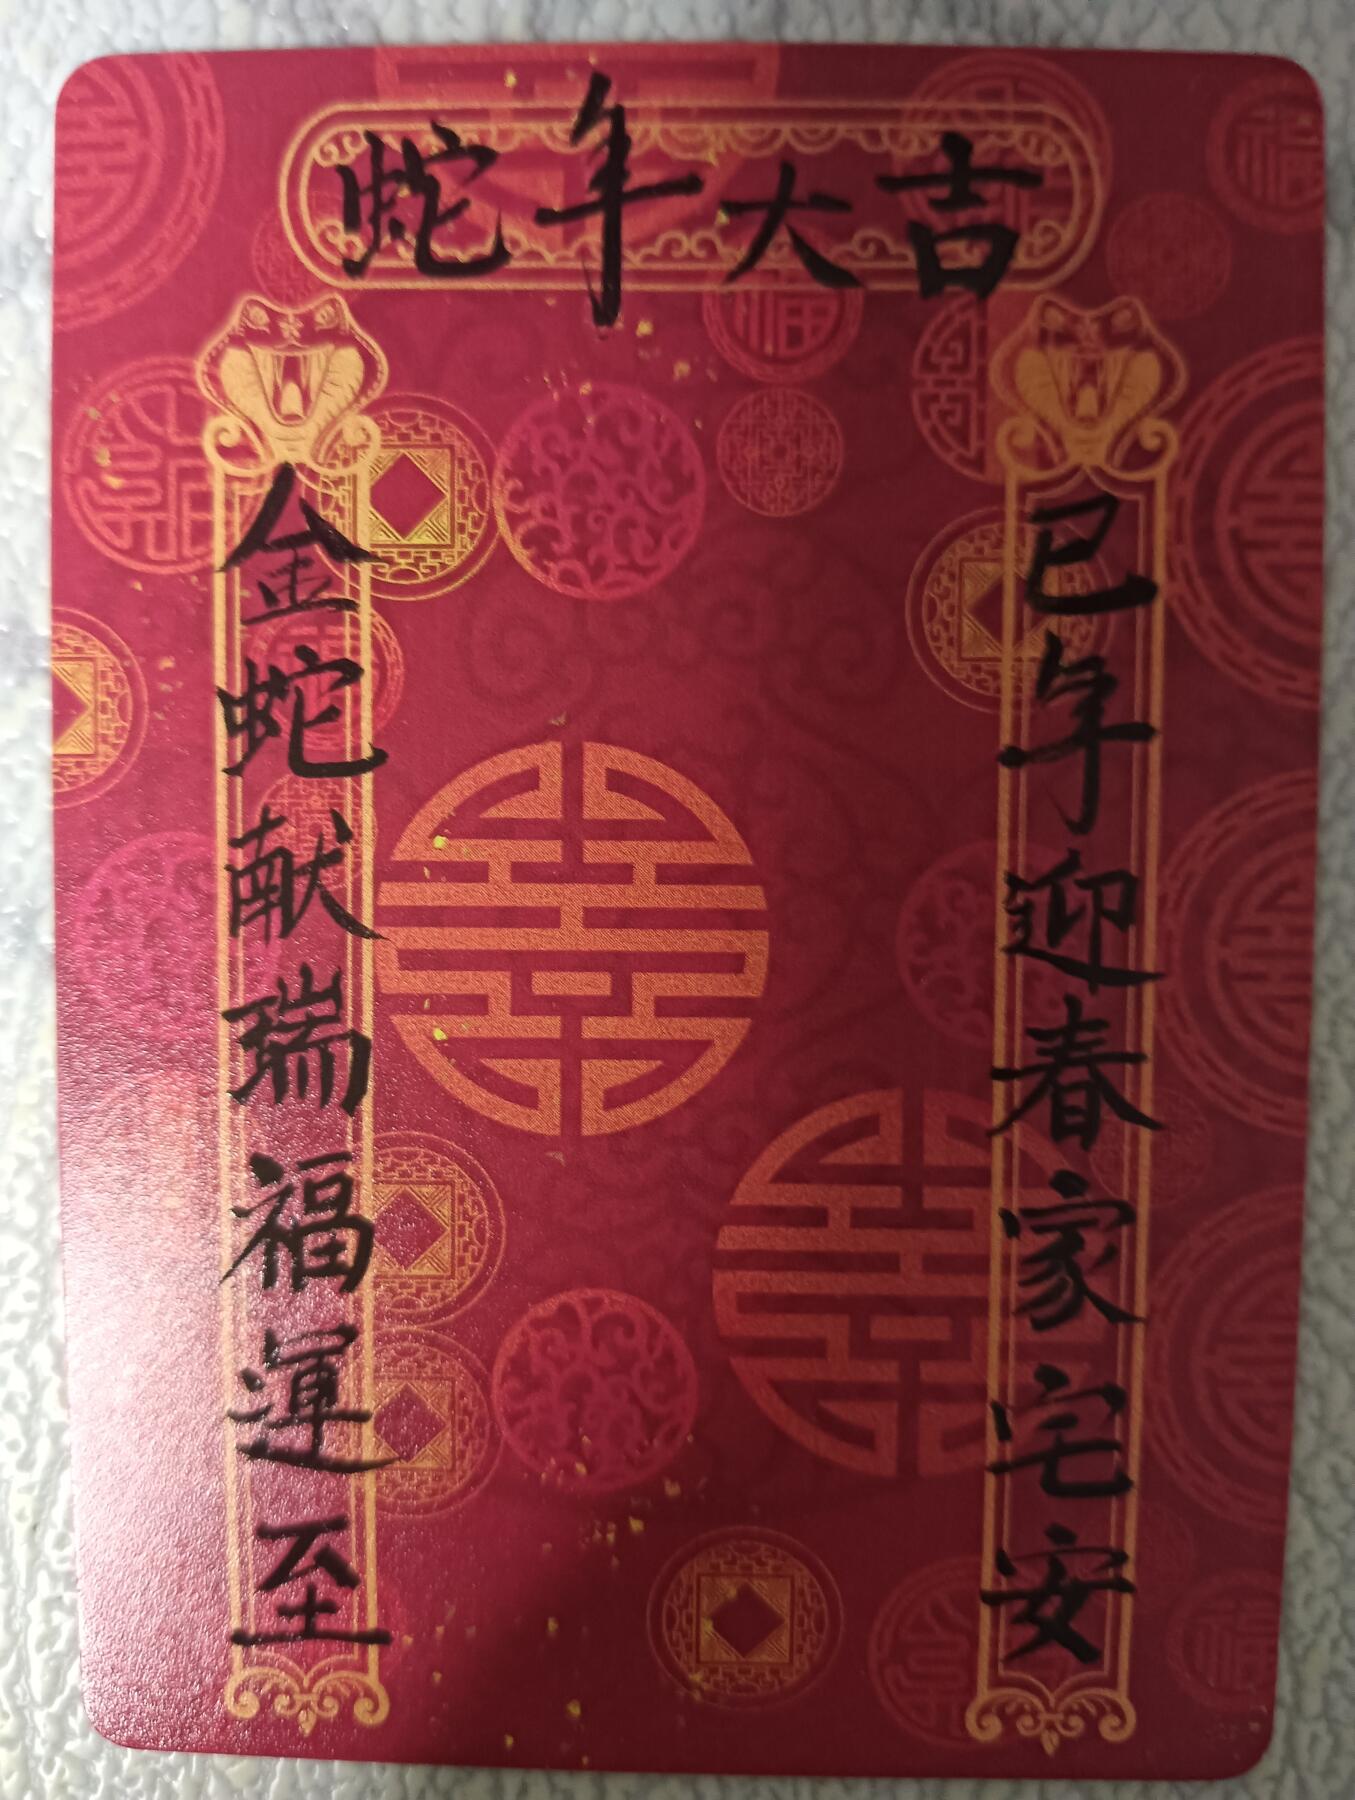 蛇年大吉
巳年迎春家宅安
金蛇献瑞福運至